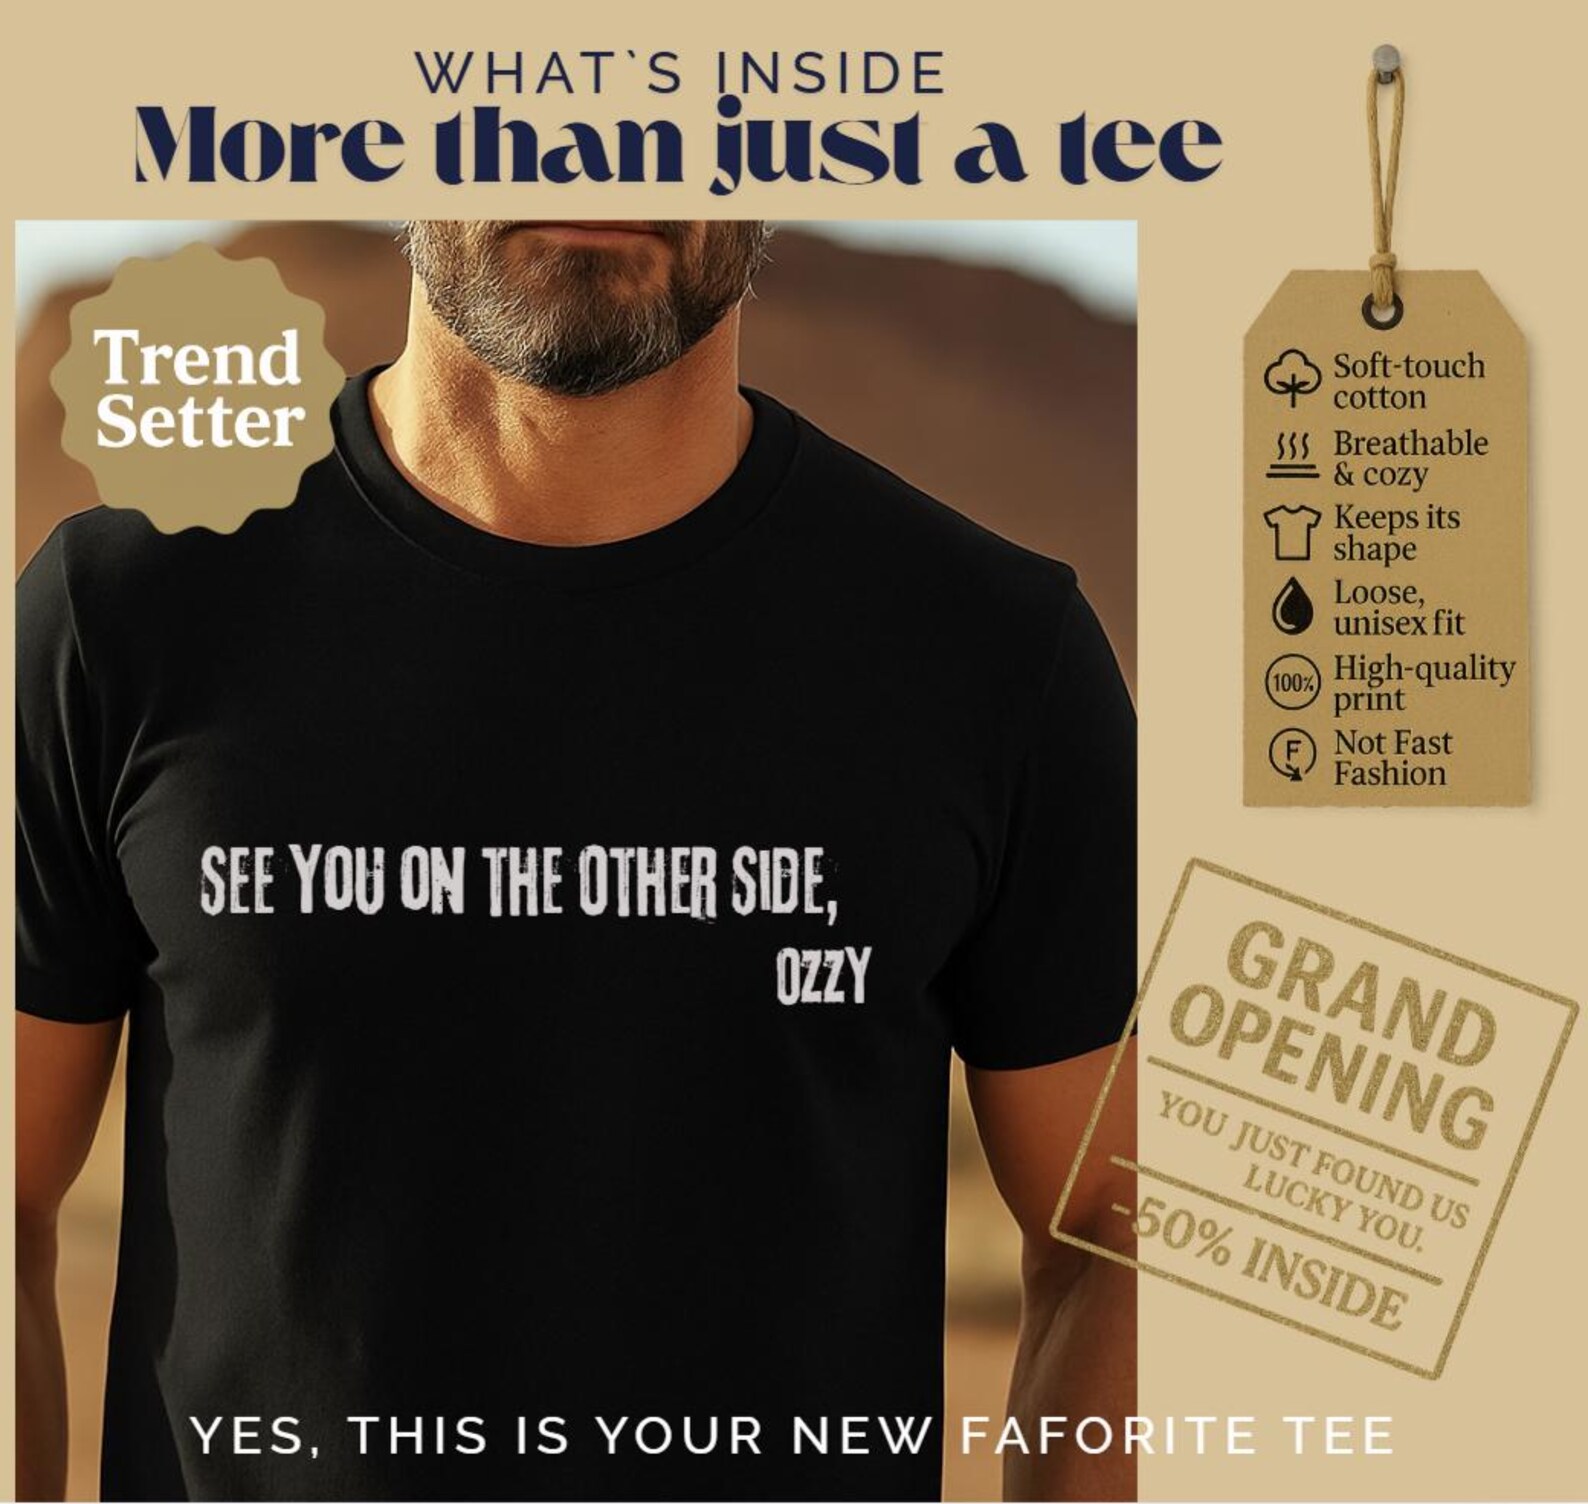 WHAT`S INSIDE
More than just a tee
Trend
Setter
SEE YOU ON THE OTHER SIDE,
OZZY
Soft-touch
cotton
Breathable
& cozy
Keeps its
shape
Loose,
unisex fit
100%
High-quality
print
F
Not Fast
Fashion
GRAND
OPENING
YOU JUST FOUND US
LUCKY YOU.
-50% INSIDE
YES, THIS IS YOUR NEW FAFORITE TEE